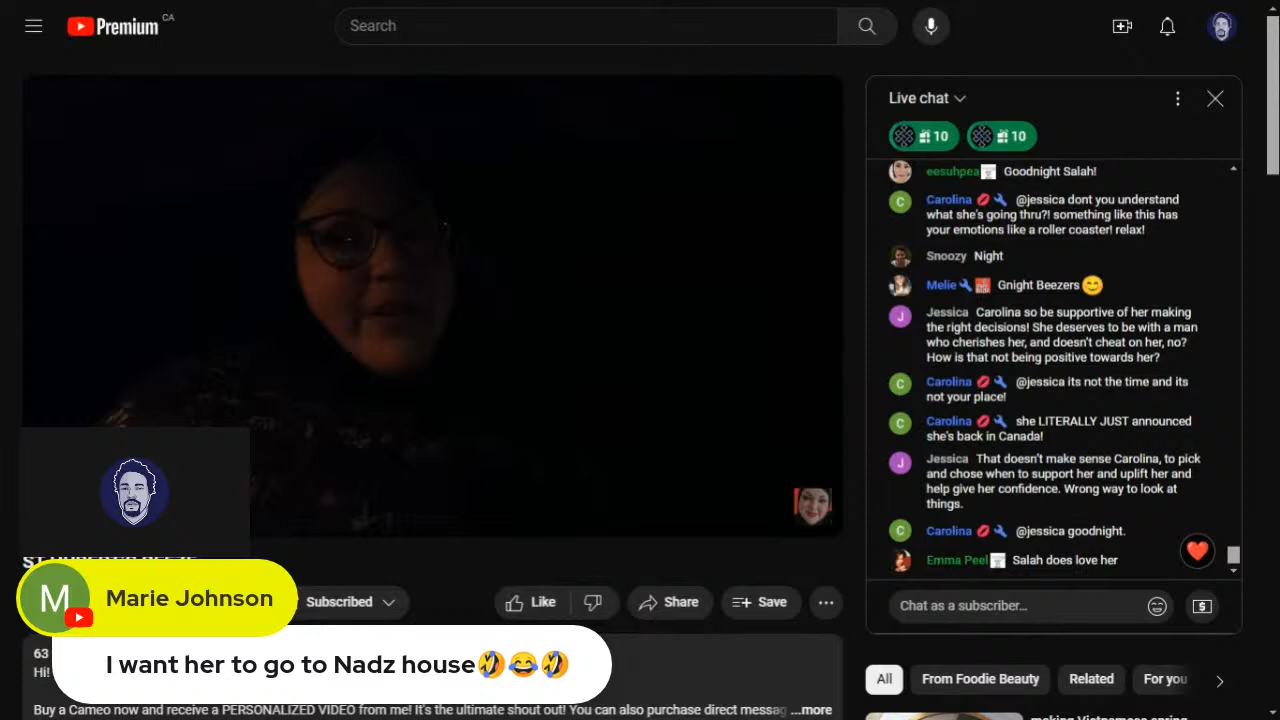 Premium CA
Search
Live chat
10
10
eesuhpea Goodnight Salah!
Carolina 💋 @jessica dont you understand
what she's going thru?! something like this has
your emotions like a roller coaster! relax!
Snoozy Night
Melie Gnight Beezers 😊
Jessica Carolina so be supportive of her making
the right decisions! She deserves to be with a man
who cherishes her, and doesn't cheat on her, no?
How is that not being positive towards her?
Carolina 💋 @jessica its not the time and its
not your place!
Carolina 💋 she LITERALLY JUST announced
she's back in Canada!
Jessica That doesn't make sense Carolina, to pick
and chose when to support her and uplift her and
help give her confidence. Wrong way to look at
things.
Carolina 💋 @jessica goodnight.
Emma Peel Salah does love her
C
J
C
C
J
C
Chat as a subscriber...
M
Marie Johnson
Subscribed
Like
Share
Save
I want her to go to Nadz house🤣😂🤣
63
Hi!
Buy a Cameo now and receive a PERSONALIZED VIDEO from me! It's the ultimate shout out! You can also purchase direct messag ...more
All
From Foodie Beauty
Related
For you
making Vietnamese spring